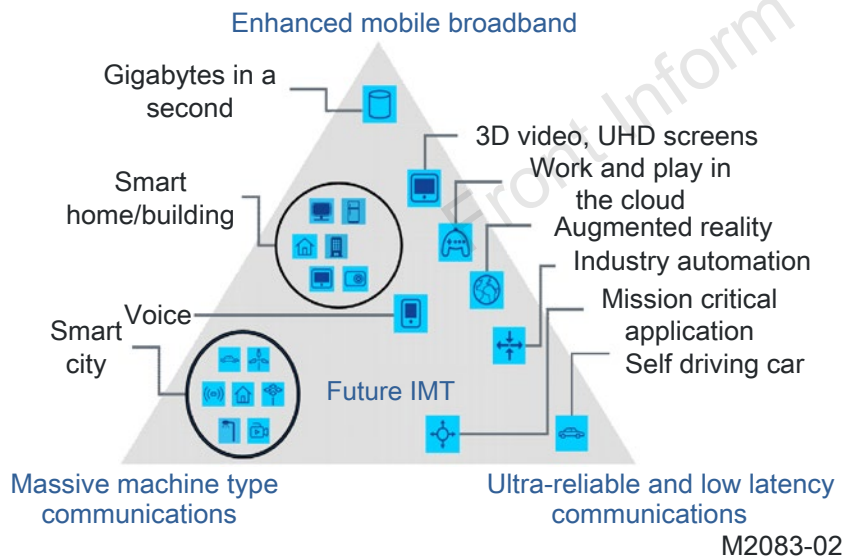 Enhanced mobile broadband
Gigabytes in a
second
3D video, UHD screens
Work and play in
the cloud
Smart
home/building
Augmented reality
Industry automation
Mission critical
application
Voice
Smart
city
Self driving car
Future IMT
Massive machine type
communications
Ultra-reliable and low latency
communications
M2083-02
Front Inform